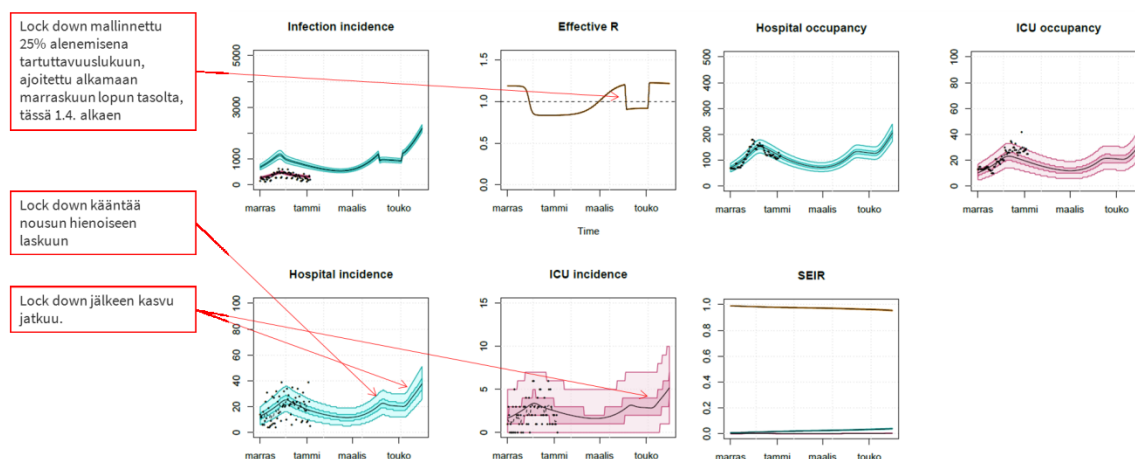 Lock down mallinnettu
25% alenemisena
tartuttavuuslukuun,
ajoitettu alkamaan
marraskuun lopun tasolta,
tässä 1.4. alkaen
Lock down kääntää
nousun hienoiseen
laskuun
Lock down jälkeen kasvu
jatkuu.
Infection incidence
5000
3000
1000
0
marras tammi maalis touko
Effective R
1.5
1.0
0.5
0.0
marras tammi maalis touko
Time
Hospital occupancy
500
400
300
200
100
0
marras tammi maalis touko
ICU occupancy
100
80
60
40
20
0
marras tammi maalis touko
Hospital incidence
100
80
60
40
20
0
marras tammi maalis touko
ICU incidence
15
10
5
0
marras tammi maalis touko
SEIR
1.0
0.8
0.6
0.4
0.2
0.0
marras tammi maalis touko